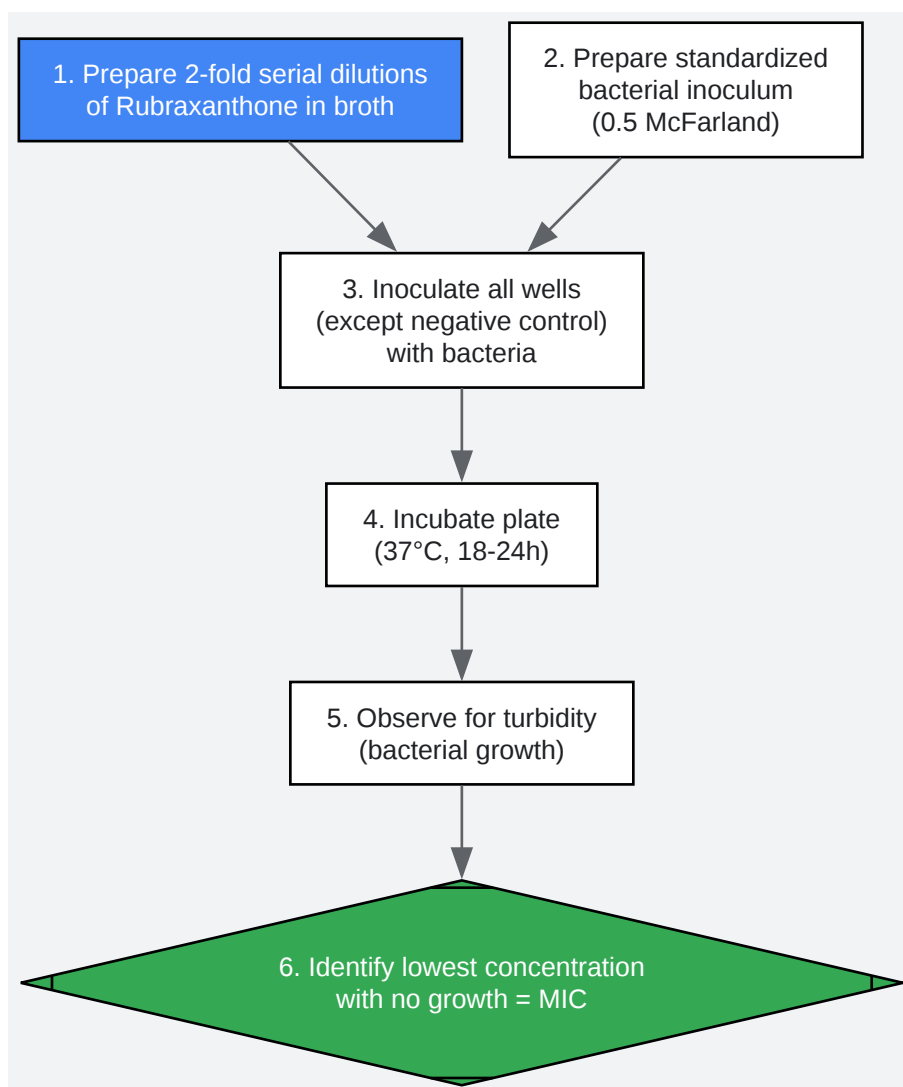 1. Prepare 2-fold serial dilutions
of Rubraxanthone in broth
2. Prepare standardized
bacterial inoculum
(0.5 McFarland)
3. Inoculate all wells
(except negative control)
with bacteria
4. Incubate plate
(37°C, 18-24h)
5. Observe for turbidity
(bacterial growth)
6. Identify lowest concentration
with no growth = MIC